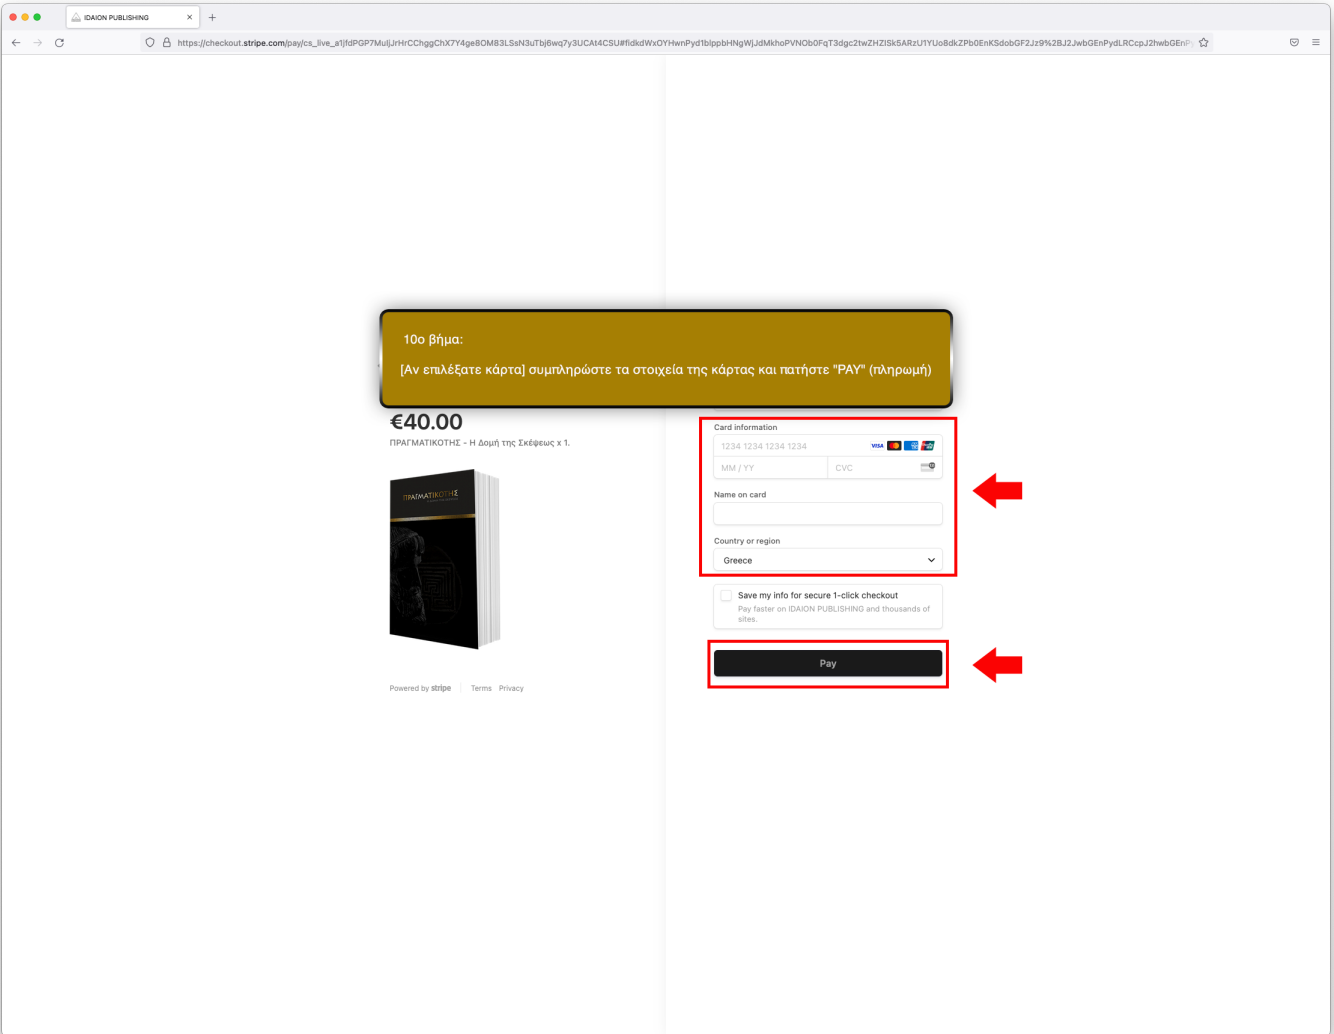 IDAION PUBLISHING
https://checkout.stripe.com/pay/
10ο βήμα:
[Αν επιλέξατε κάρτα] συμπληρώστε τα στοιχεία της κάρτας και πατήστε "PAY" (πληρωμή)
€40.00
ΠΡΑΓΜΑΤΙΚΟΤΗΣ - Η Δομή της Σκέψεως x 1.
ΠΡΑΓΜΑΤΙΚΟΤΗΣ
Powered by stripe
Terms Privacy
Card information
1234 1234 1234 1234
VISA
MM / YY
CVC
Name on card
Country or region
Greece
Save my info for secure 1-click checkout
Pay faster on IDAION PUBLISHING and thousands of
sites.
Pay